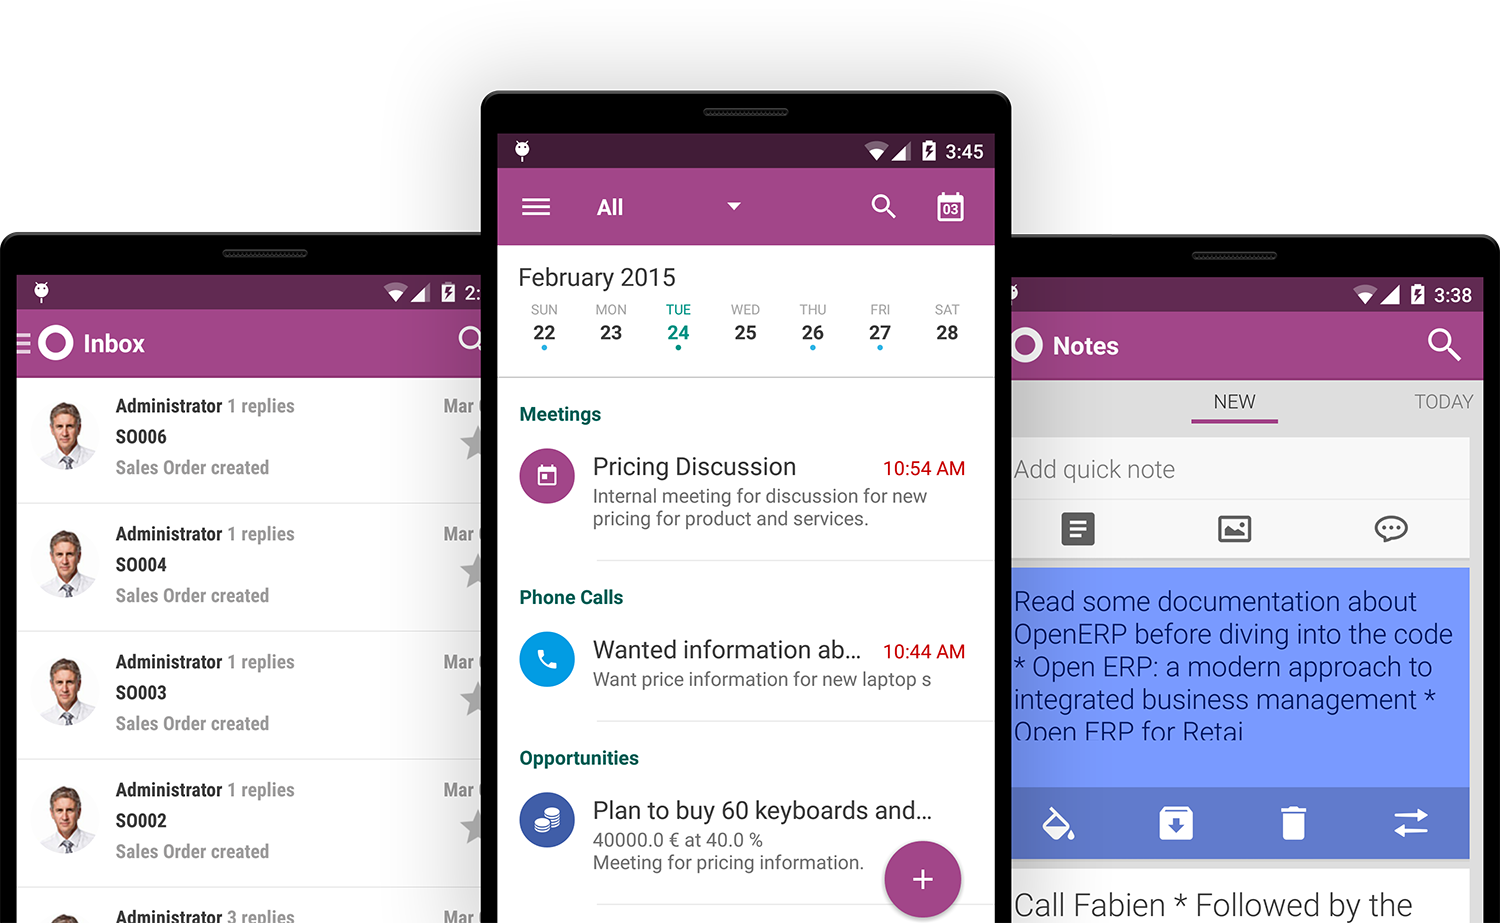 2:
Inbox
Administrator 1 replies Mar
SO006
Sales Order created
Administrator 1 replies Mar
SO004
Sales Order created
Administrator 1 replies Mar
SO003
Sales Order created
Administrator 1 replies Mar
SO002
Sales Order created
Administrator 3 replies Mar
3:45
All
03
February 2015
SUN MON TUE WED THU FRI SAT
22 23 24 25 26 27 28
Meetings
Pricing Discussion 10:54 AM
Internal meeting for discussion for new
pricing for product and services.
Phone Calls
Wanted information ab... 10:44 AM
Want price information for new laptop s
Opportunities
Plan to buy 60 keyboards and...
40000.0 € at 40.0 %
Meeting for pricing information.
3:38
Notes
NEW TODAY
Add quick note
Read some documentation about
OpenERP before diving into the code
* Open ERP: a modern approach to
integrated business management *
Open ERP for Retai
Call Fabien * Followed by the